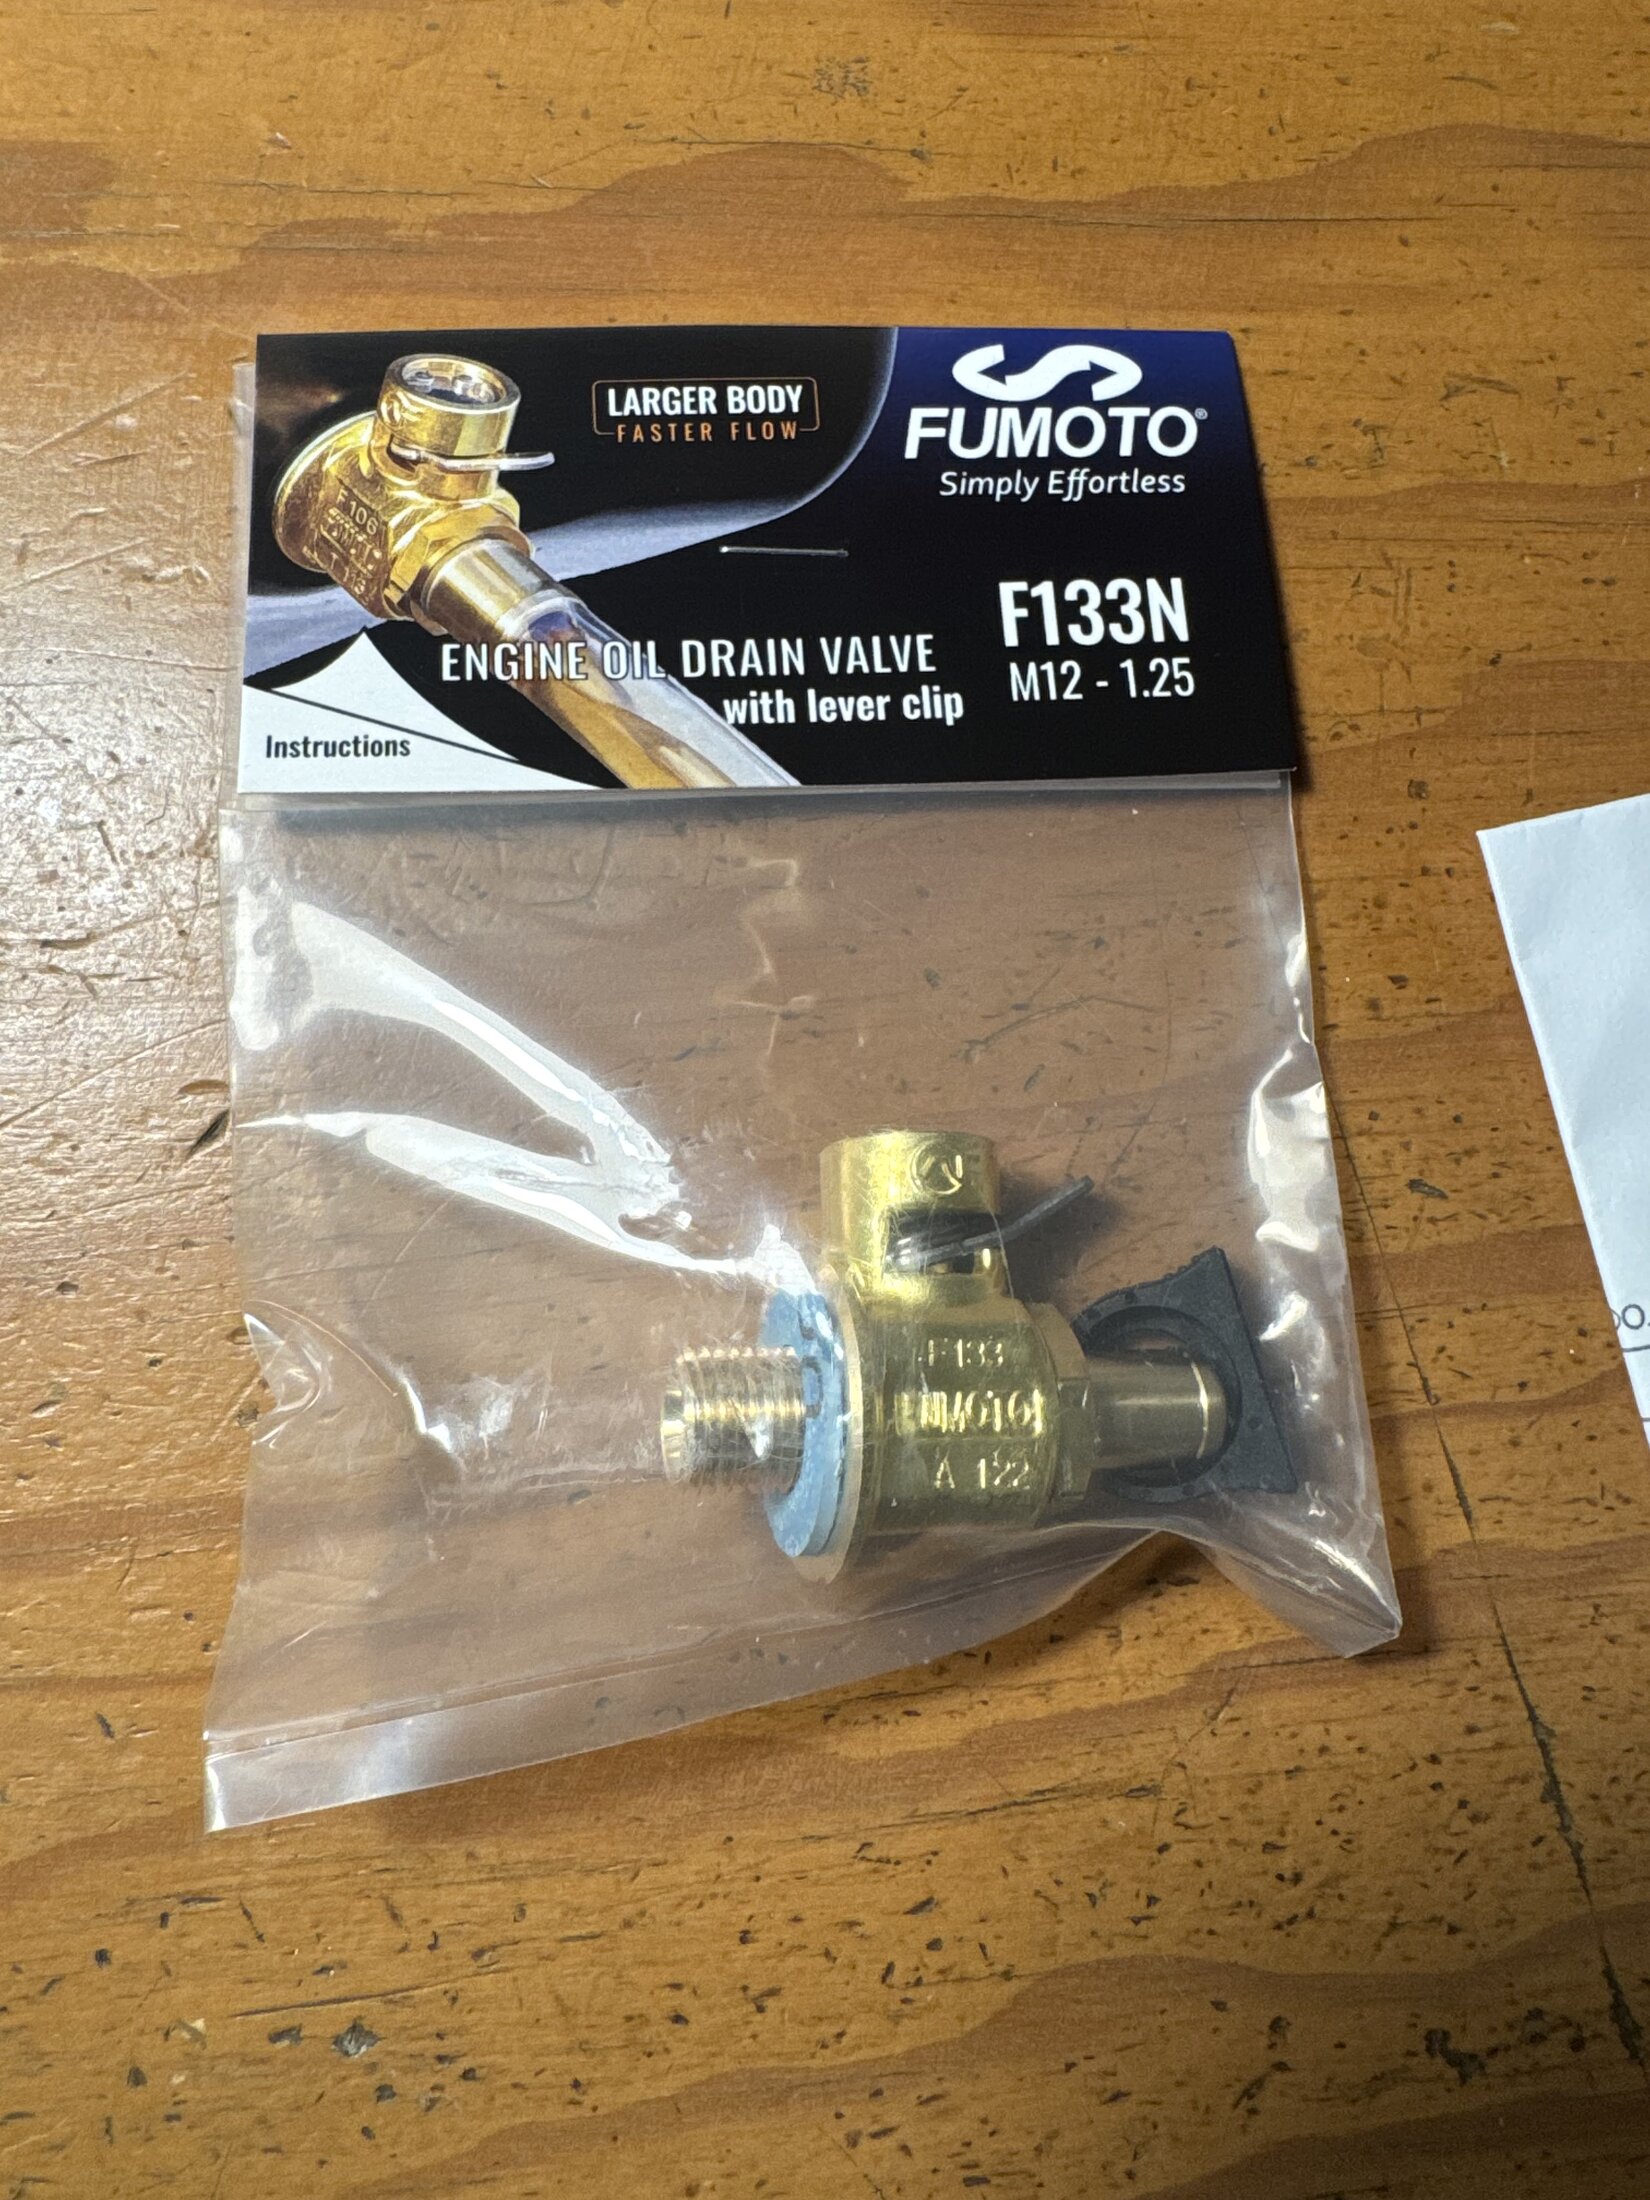 LARGER BODY
FASTER FLOW
FUMOTO®
Simply Effortless
F133N
M12 - 1.25
ENGINE OIL DRAIN VALVE
with lever clip
Instructions
F 106
F133
FUMOTO
A 122